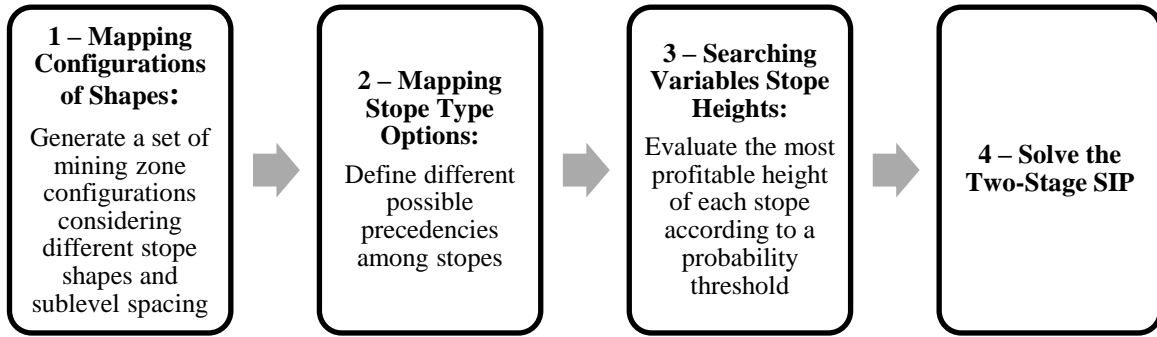 1 – Mapping
Configurations
of Shapes:
Generate a set of
mining zone
configurations
considering
different stope
shapes and
sublevel spacing
2 – Mapping
Stope Type
Options:
Define different
possible
precedencies
among stopes
3 – Searching
Variables Stope
Heights:
Evaluate the most
profitable height
of each stope
according to a
probability
threshold
4 – Solve the
Two-Stage SIP